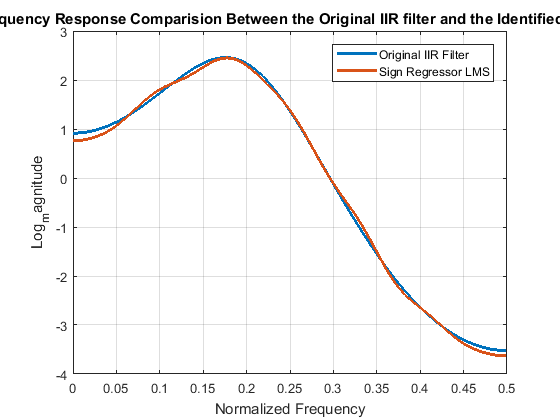 quency Response Comparision Between the Original IIR filter and the Identified
3
2
1
0
-1
-2
-3
-4
Log_magnitude
Original IIR Filter
Sign Regressor LMS
0 0.05 0.1 0.15 0.2 0.25 0.3 0.35 0.4 0.45 0.5
Normalized Frequency